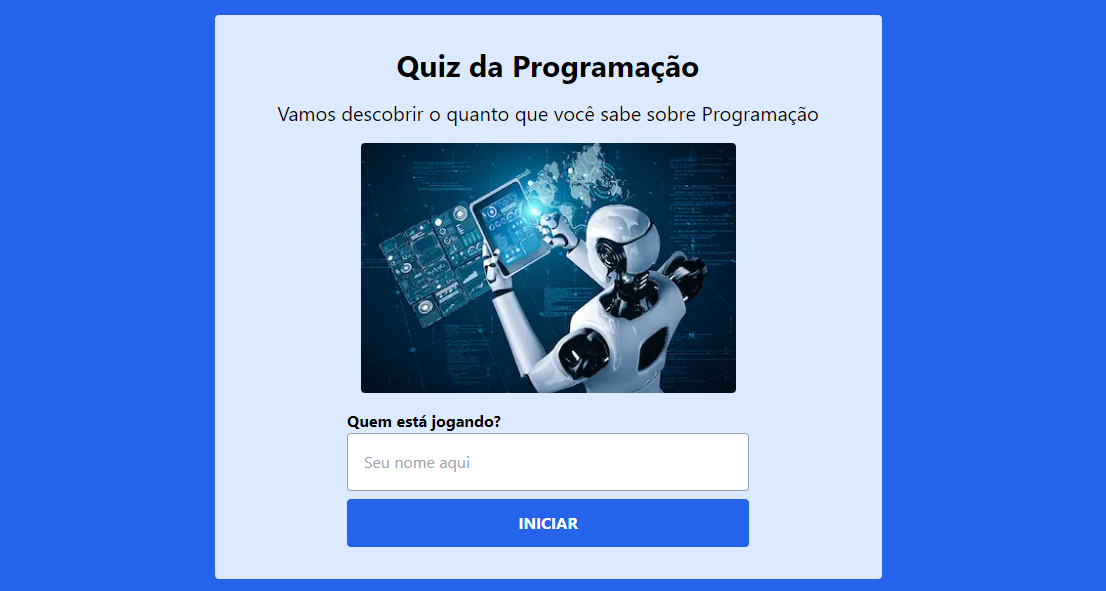 Quiz da Programação
Vamos descobrir o quanto que você sabe sobre Programação
Quem está jogando?
Seu nome aqui
INICIAR